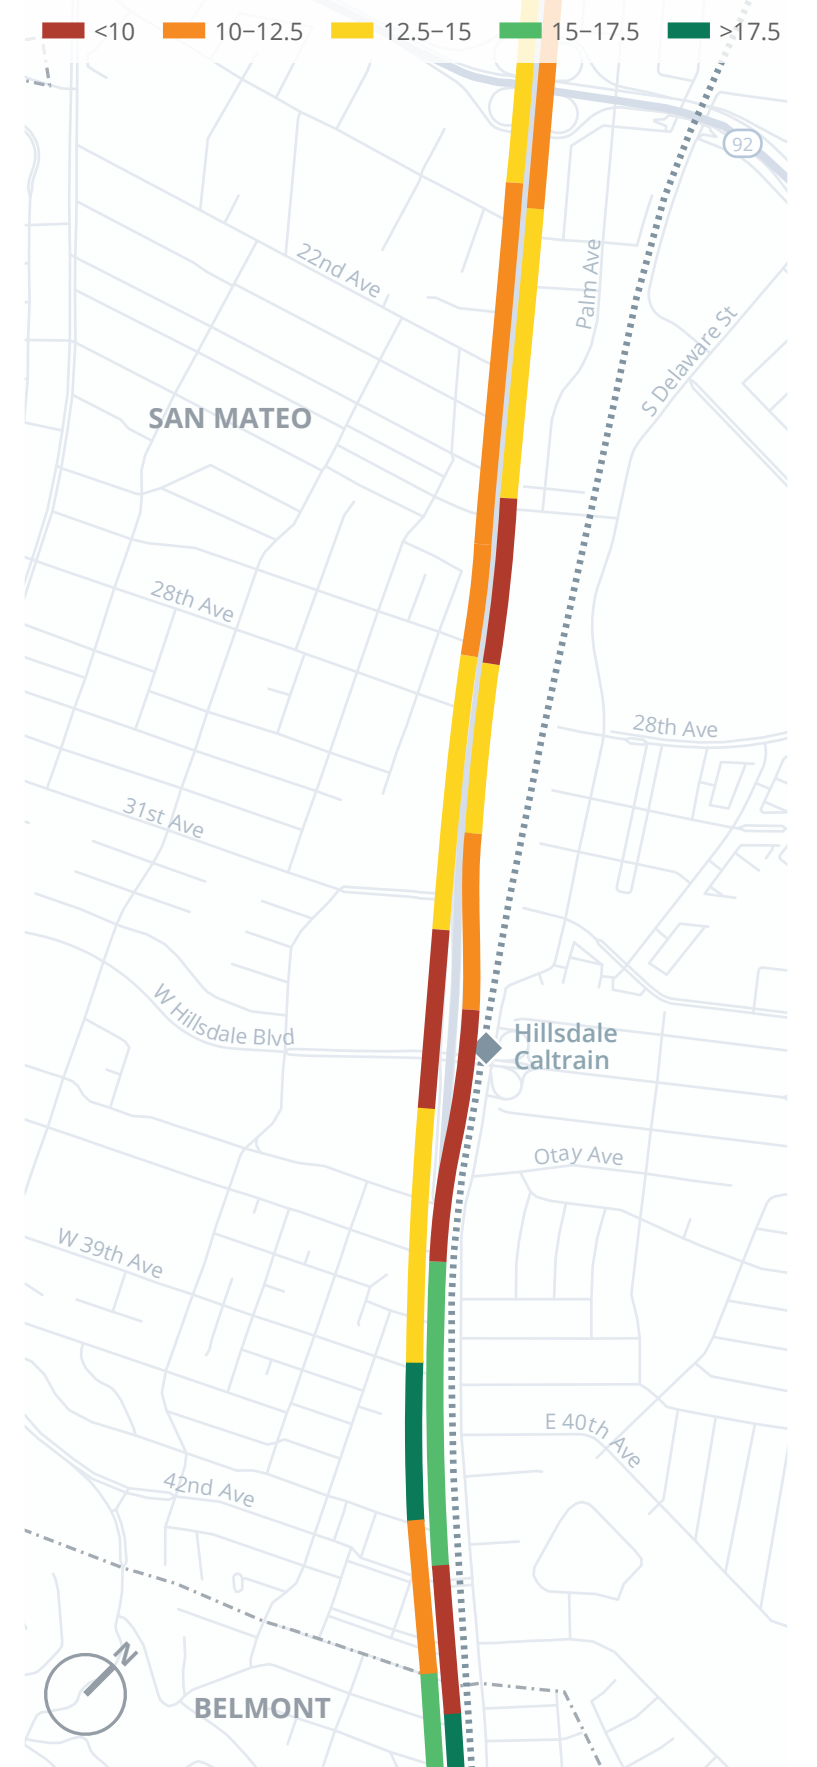 <10 10–12.5 12.5–15 15–17.5 >17.5
92
22nd Ave
Palm Ave
S Delaware St
SAN MATEO
28th Ave
28th Ave
31st Ave
W Hillsdale Blvd
Hillsdale
Caltrain
Otay Ave
W 39th Ave
E 40th Ave
42nd Ave
N
BELMONT